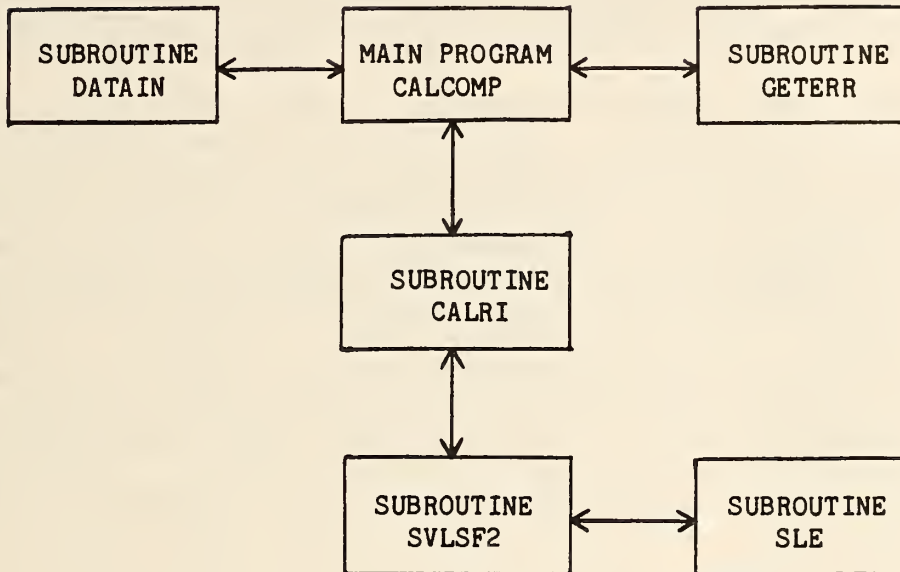 SUBROUTINE
DATAIN
MAIN PROGRAM
CALCOMP
SUBROUTINE
GETERR
SUBROUTINE
CALRI
SUBROUTINE
SVLSF2
SUBROUTINE
SLE